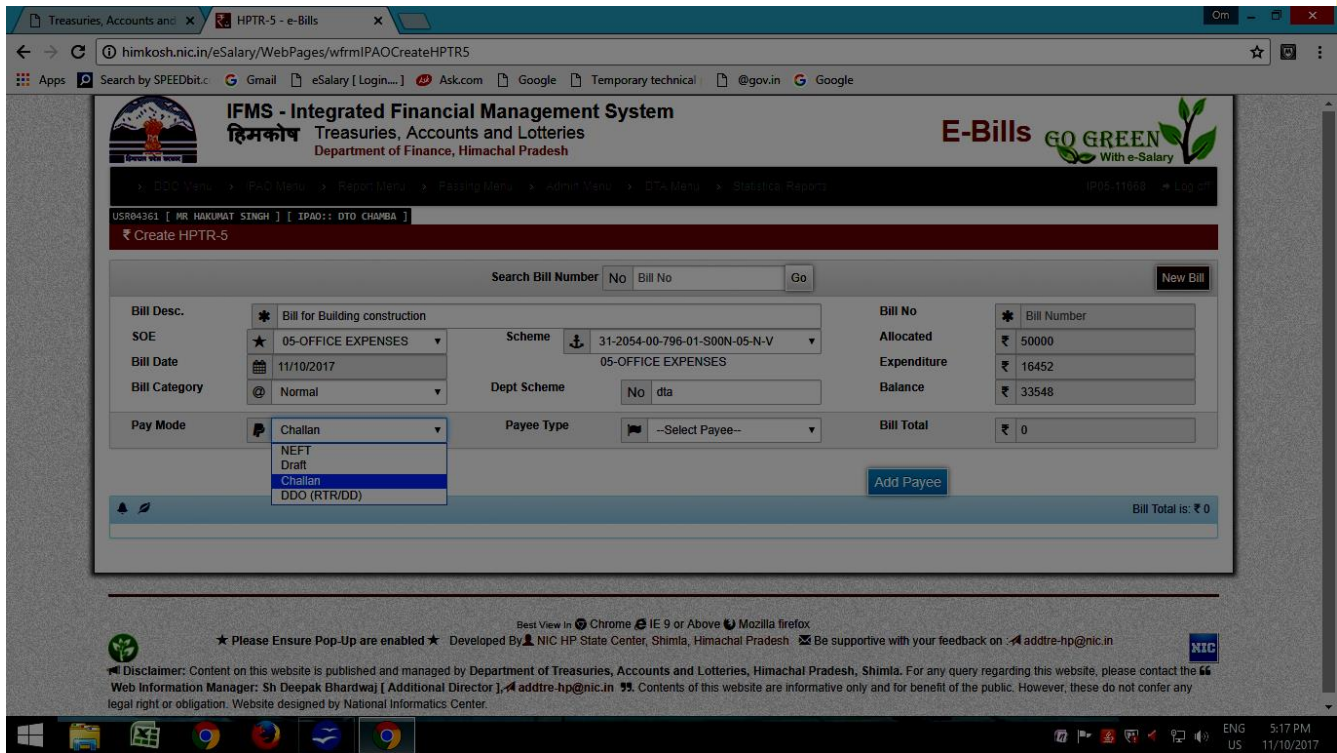 Treasuries, Accounts and
HPTR-5 - e-Bills
Om
himkosh.nic.in/eSalary/WebPages/wfrmIPAOCreateHPTR5
Apps Search by SPEEDbit.c Gmail eSalary [ Login.... ] Ask.com Google Temporary technical @gov.in Google
IFMS - Integrated Financial Management System
हिमकोष Treasuries, Accounts and Lotteries
Department of Finance, Himachal Pradesh
E-Bills GO GREEN
With e-Salary
DDO Menu IPAO Menu Report Menu Passing Menu Admin Menu DTA Menu Statistical Reports IP05-11668 Log off
USR04361 [ MR HAKUMAT SINGH ] [ IPAO:: DTO CHAMBA ]
₹ Create HPTR-5
Search Bill Number No Bill No Go New Bill
Bill Desc. Bill for Building construction Bill No Bill Number
SOE 05-OFFICE EXPENSES Scheme 31-2054-00-796-01-S00N-05-N-V Allocated ₹ 50000
Bill Date 11/10/2017 05-OFFICE EXPENSES Expenditure ₹ 16452
Bill Category @ Normal Dept Scheme No dta Balance ₹ 33548
Pay Mode Challan Payee Type --Select Payee-- Bill Total ₹ 0
NEFT
Draft
Challan
DDO (RTR/DD)
Add Payee
Bill Total is: ₹ 0
Best View in Chrome IE 9 or Above Mozilla firefox
★ Please Ensure Pop-Up are enabled ★ Developed By NIC HP State Center, Shimla, Himachal Pradesh Be supportive with your feedback on : addtre-hp@nic.in
NIC
Disclaimer: Content on this website is published and managed by Department of Treasuries, Accounts and Lotteries, Himachal Pradesh, Shimla. For any query regarding this website, please contact the ❝
Web Information Manager: Sh Deepak Bhardwaj [ Additional Director ], addtre-hp@nic.in ❞. Contents of this website are informative only and for benefit of the public. However, these do not confer any
legal right or obligation. Website designed by National Informatics Center.
ENG 5:17 PM
US 11/10/2017